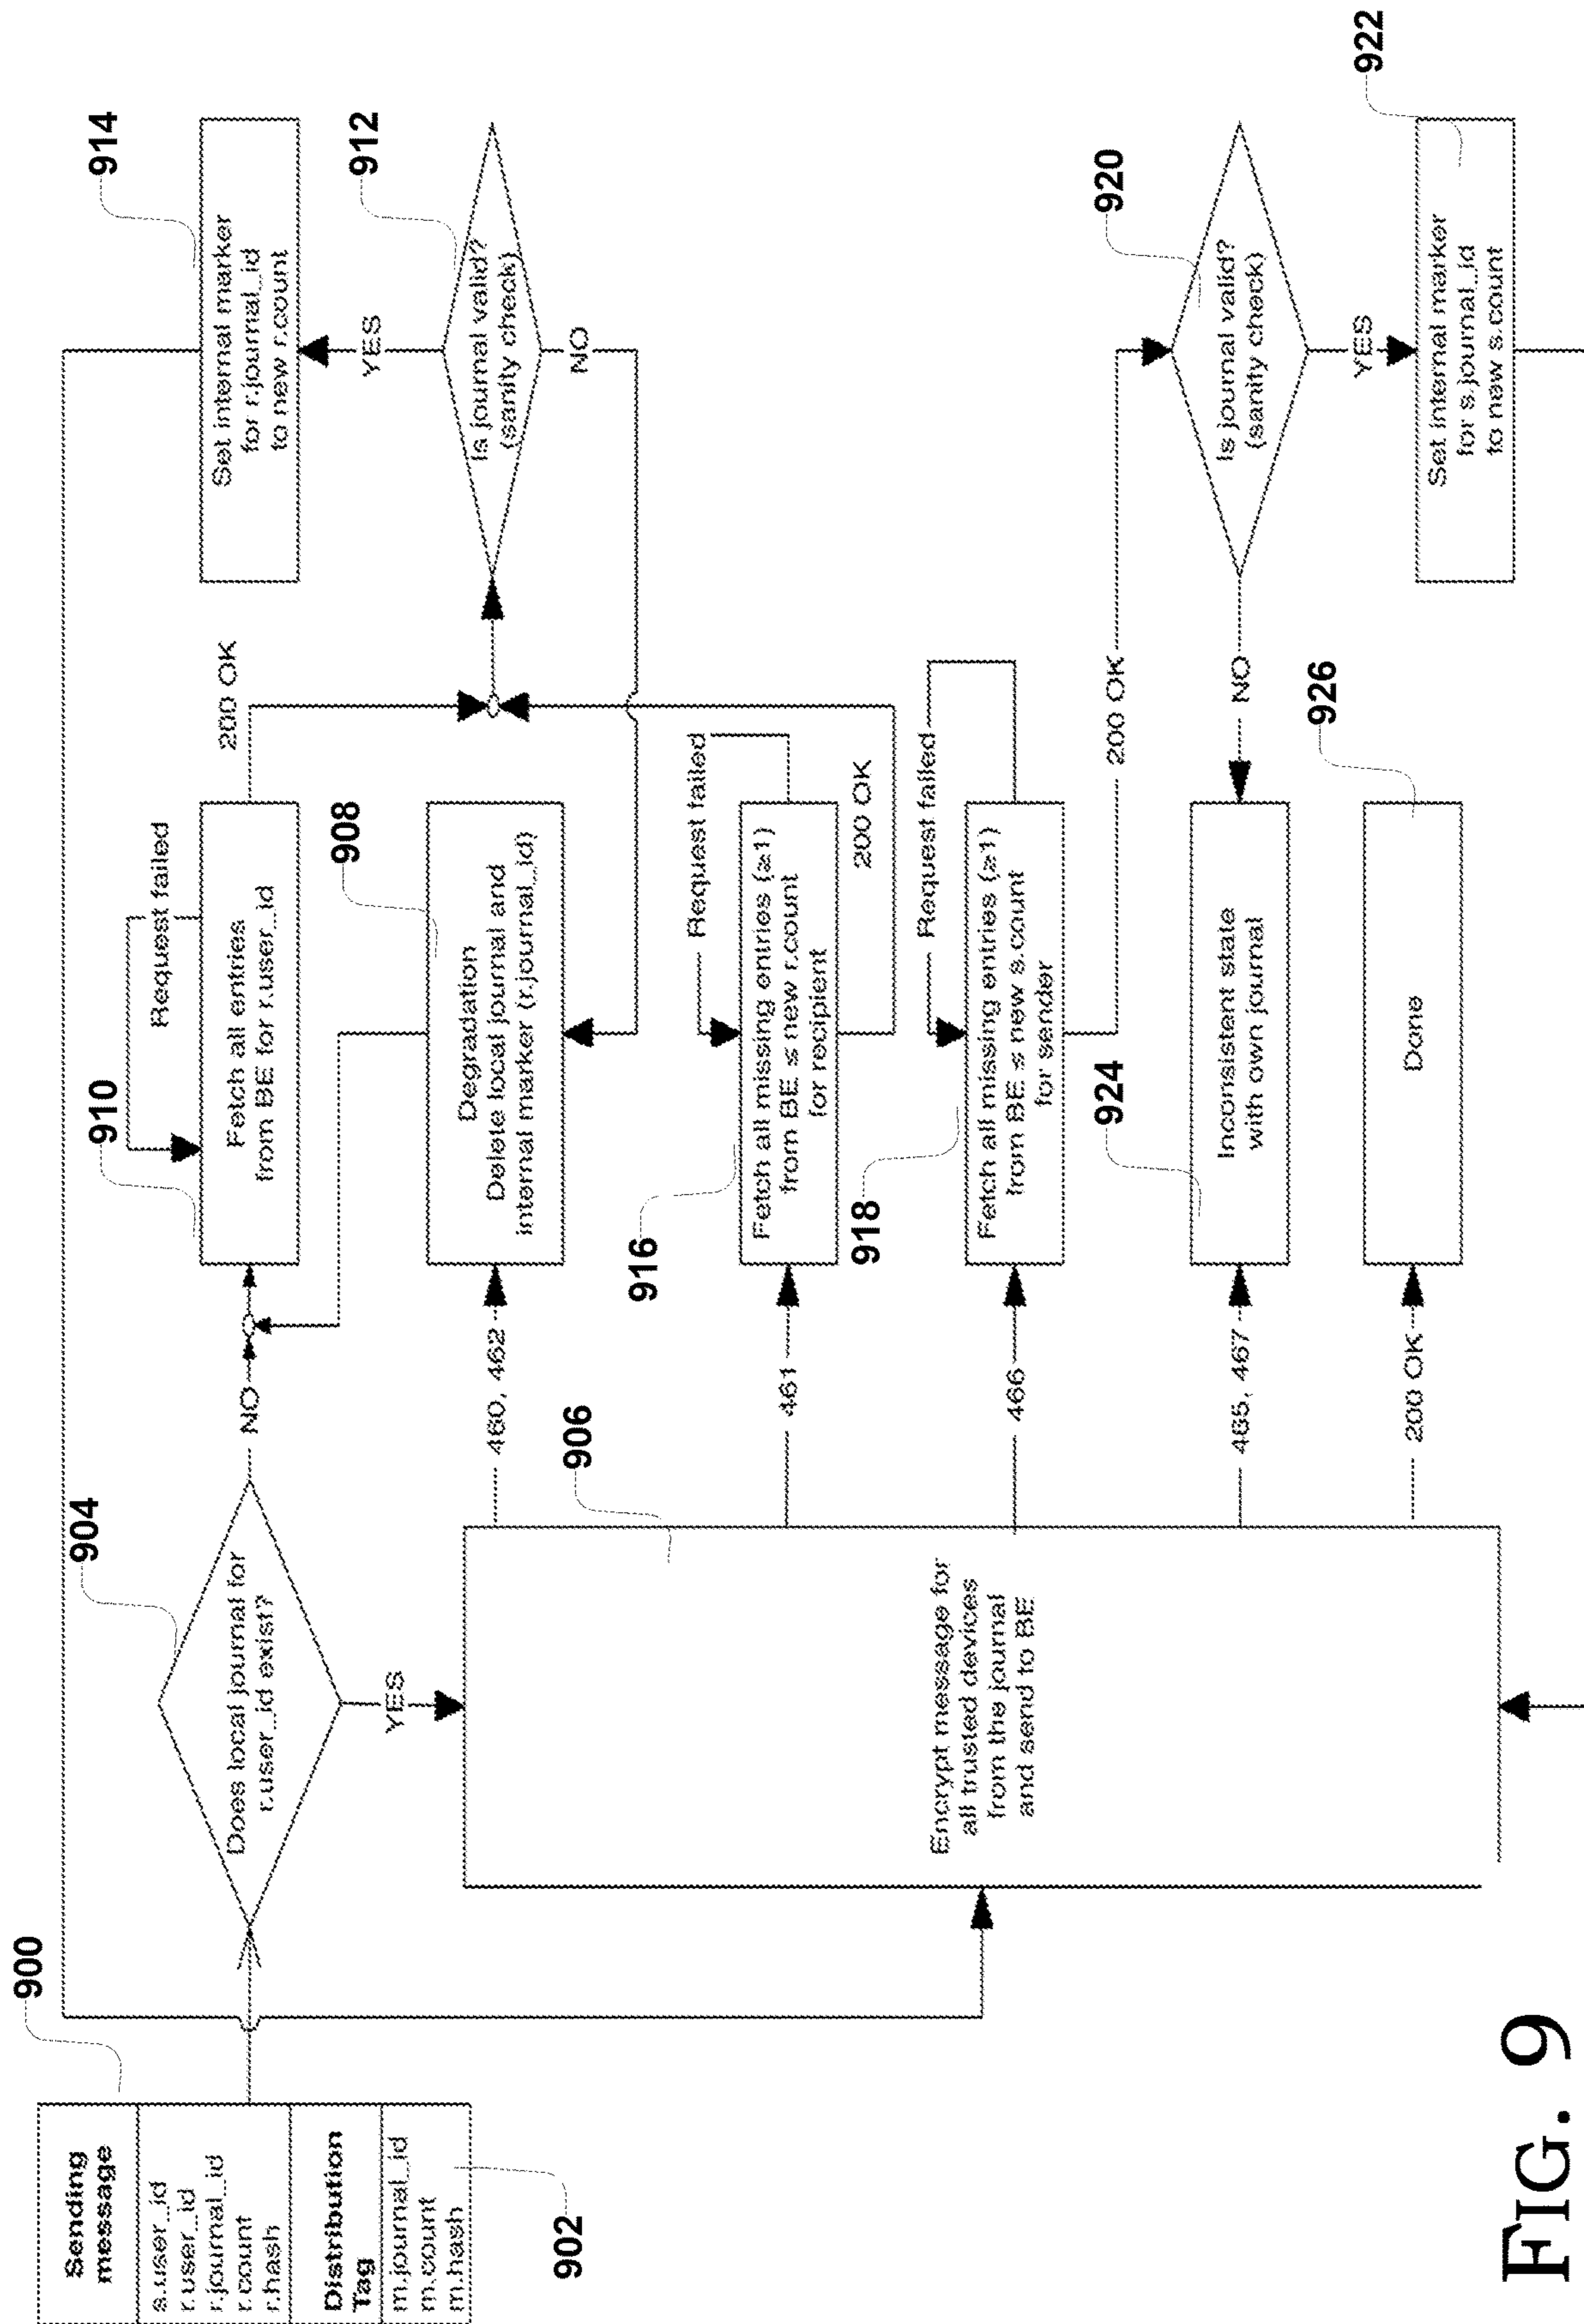 900
Sending
message
s.user_id
r.user_id
r.journal_id
r.count
r.hash
Distribution
Tag
m.journal_id
m.count
m.hash
902
904
Does local journal for
r.user_id exist?
NO
YES
906
Encrypt message for
all trusted devices
from the journal
and send to BE
910
Request failed
Fetch all entries
from BE for r.user_id
200 OK
914
Set internal marker
for r.journal_id
to new r.count
YES
912
Is journal valid?
(sanity check)
NO
460, 462
908
Degradation
Delete local journal and
internal marker (r.journal_id)
461
916
Request failed
Fetch all missing entries (≥1)
from BE ≤ new r.count
for recipient
200 OK
466
918
Request failed
Fetch all missing entries (≥1)
from BE ≤ new s.count
for sender
200 OK
920
Is journal valid?
(sanity check)
NO
YES
465, 467
924
Inconsistent state
with own journal
922
Set internal marker
for s.journal_id
to new s.count
200 OK
926
Done
FIG. 9